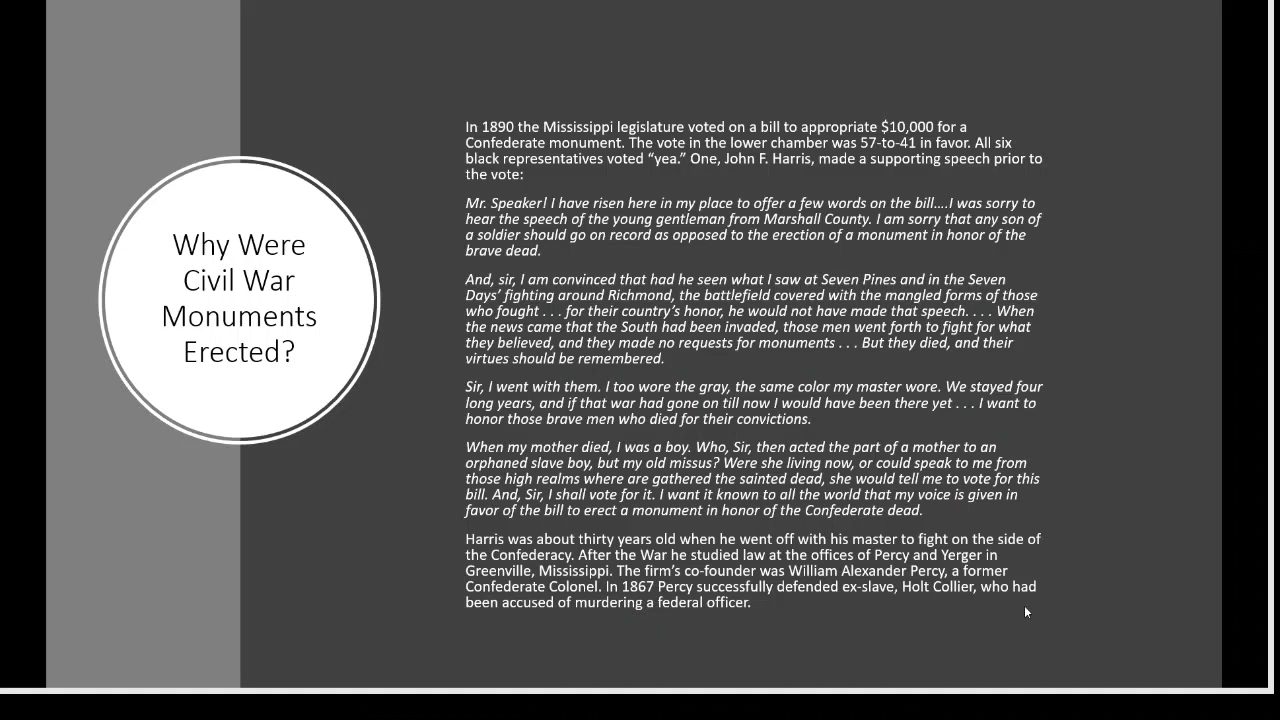 Why Were
Civil War
Monuments
Erected?
In 1890 the Mississippi legislature voted on a bill to appropriate $10,000 for a
Confederate monument. The vote in the lower chamber was 57-to-41 in favor. All six
black representatives voted “yea.” One, John F. Harris, made a supporting speech prior to
the vote:
Mr. Speaker! I have risen here in my place to offer a few words on the bill….I was sorry to
hear the speech of the young gentleman from Marshall County. I am sorry that any son of
a soldier should go on record as opposed to the erection of a monument in honor of the
brave dead.
And, sir, I am convinced that had he seen what I saw at Seven Pines and in the Seven
Days’ fighting around Richmond, the battlefield covered with the mangled forms of those
who fought . . . for their country’s honor, he would not have made that speech. . . . When
the news came that the South had been invaded, those men went forth to fight for what
they believed, and they made no requests for monuments . . . But they died, and their
virtues should be remembered.
Sir, I went with them. I too wore the gray, the same color my master wore. We stayed four
long years, and if that war had gone on till now I would have been there yet . . . I want to
honor those brave men who died for their convictions.
When my mother died, I was a boy. Who, Sir, then acted the part of a mother to an
orphaned slave boy, but my old missus? Were she living now, or could speak to me from
those high realms where are gathered the sainted dead, she would tell me to vote for this
bill. And, Sir, I shall vote for it. I want it known to all the world that my voice is given in
favor of the bill to erect a monument in honor of the Confederate dead.
Harris was about thirty years old when he went off with his master to fight on the side of
the Confederacy. After the War he studied law at the offices of Percy and Yerger in
Greenville, Mississippi. The firm’s co-founder was William Alexander Percy, a former
Confederate Colonel. In 1867 Percy successfully defended ex-slave, Holt Collier, who had
been accused of murdering a federal officer.